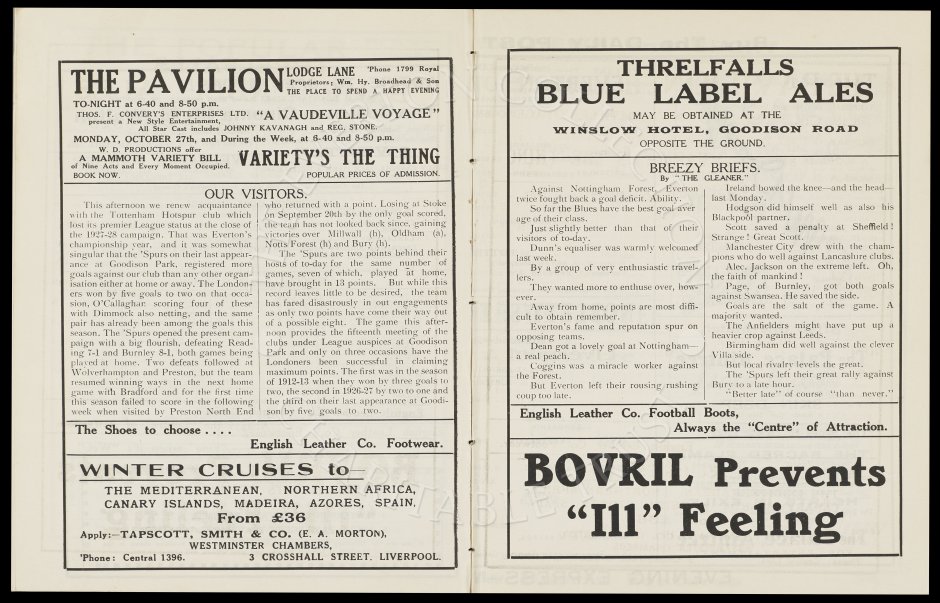 THE PAVILION
LODGE LANE 'Phone 1799 Royal
Proprietors; Wm. Hy. Broadhead & Son
THE PLACE TO SPEND A HAPPY EVENING
TO-NIGHT at 6-40 and 8-50 p.m.
THOS. F. CONVERY'S ENTERPRISES LTD. "A VAUDEVILLE VOYAGE"
present a New Style Entertainment,
All Star Cast includes JOHNNY KAVANAGH and REG. STONE.
MONDAY, OCTOBER 27th, and During the Week, at 6-40 and 8-50 p.m.
W. D. PRODUCTIONS offer
A MAMMOTH VARIETY BILL
of Nine Acts and Every Moment Occupied.
VARIETY'S THE THING
BOOK NOW. POPULAR PRICES OF ADMISSION.
OUR VISITORS.
This afternoon we renew acquaintance
with the Tottenham Hotspur club which
lost its premier League status at the close of
the 1927-28 campaign. That was Everton's
championship year, and it was somewhat
singular that the 'Spurs on their last appear-
ance at Goodison Park, registered more
goals against our club than any other organ-
isation either at home or away. The London-
ers won by five goals to two on that occa-
sion, O'Callaghan scoring four of these
with Dimmock also netting, and the same
pair has already been among the goals this
season. The 'Spurs opened the present cam-
paign with a big flourish, defeating Read-
ing 7-1 and Burnley 8-1, both games being
played at home. Two defeats followed at
Wolverhampton and Preston, but the team
resumed winning ways in the next home
game with Bradford and for the first time
this season failed to score in the following
week when visited by Preston North End
who returned with a point. Losing at Stoke
on September 20th by the only goal scored,
the team has not looked back since, gaining
victories over Millwall (h), Oldham (a).
Notts Forest (h) and Bury (h).
The 'Spurs are two points behind their
hosts of to-day for the same number of
games, seven of which, played at home,
have brought in 13 points. But while this
record leaves little to be desired, the team
has fared disastrously in out engagements
as only two points have come their way out
of a possible eight. The game this after-
noon provides the fifteenth meeting of the
clubs under League auspices at Goodison
Park and only on three occasions have the
Londoners been successful in claiming
maximum points. The first was in the season
of 1912-13 when they won by three goals to
two, the second in 1926-27 by two to one and
the third on their last appearance at Goodi-
son by five goals to two.
The Shoes to choose ....
English Leather Co. Footwear.
WINTER CRUISES to—
THE MEDITERRANEAN, NORTHERN AFRICA,
CANARY ISLANDS, MADEIRA, AZORES, SPAIN,
From £36
Apply:—TAPSCOTT, SMITH & CO. (E. A. MORTON),
WESTMINSTER CHAMBERS,
'Phone: Central 1396. 3 CROSSHALL STREET. LIVERPOOL.
THRELFALLS
BLUE LABEL ALES
MAY BE OBTAINED AT THE
WINSLOW HOTEL, GOODISON ROAD
OPPOSITE THE GROUND.
BREEZY BRIEFS.
By "THE GLEANER."
Against Nottingham Forest, Everton
twice fought back a goal deficit. Ability.
So far the Blues have the best goal aver
age of their class.
Just slightly better than that of their
visitors of to-day.
Dunn's equaliser was warmly welcomed
last week.
By a group of very enthusiastic travel-
lers.
They wanted more to enthuse over, how-
ever.
Away from home, points are most diffi-
cult to obtain remember.
Everton's fame and reputation spur on
opposing teams.
Dean got a lovely goal at Nottingham—
a real peach.
Coggins was a miracle worker against
the Forest.
But Everton left their rousing rushing
coup too late.
Ireland bowed the knee—and the head—
last Monday.
Hodgson did himself well as also his
Blackpool partner.
Scott saved a penalty at Sheffield!
Strange! Great Scott.
Manchester City drew with the cham-
pions who do well against Lancashire clubs.
Alec. Jackson on the extreme left. Oh,
the faith of mankind!
Page, of Burnley, got both goals
against Swansea. He saved the side.
Goals are the salt of the game. A
majority wanted.
The Anfielders might have put up a
heavier crop against Leeds.
Birmingham did well against the clever
Villa side.
But local rivalry levels the great.
The 'Spurs left their great rally against
Bury to a late hour.
"Better late" of course "than never."
English Leather Co. Football Boots,
Always the "Centre" of Attraction.
BOVRIL Prevents
"Ill" Feeling